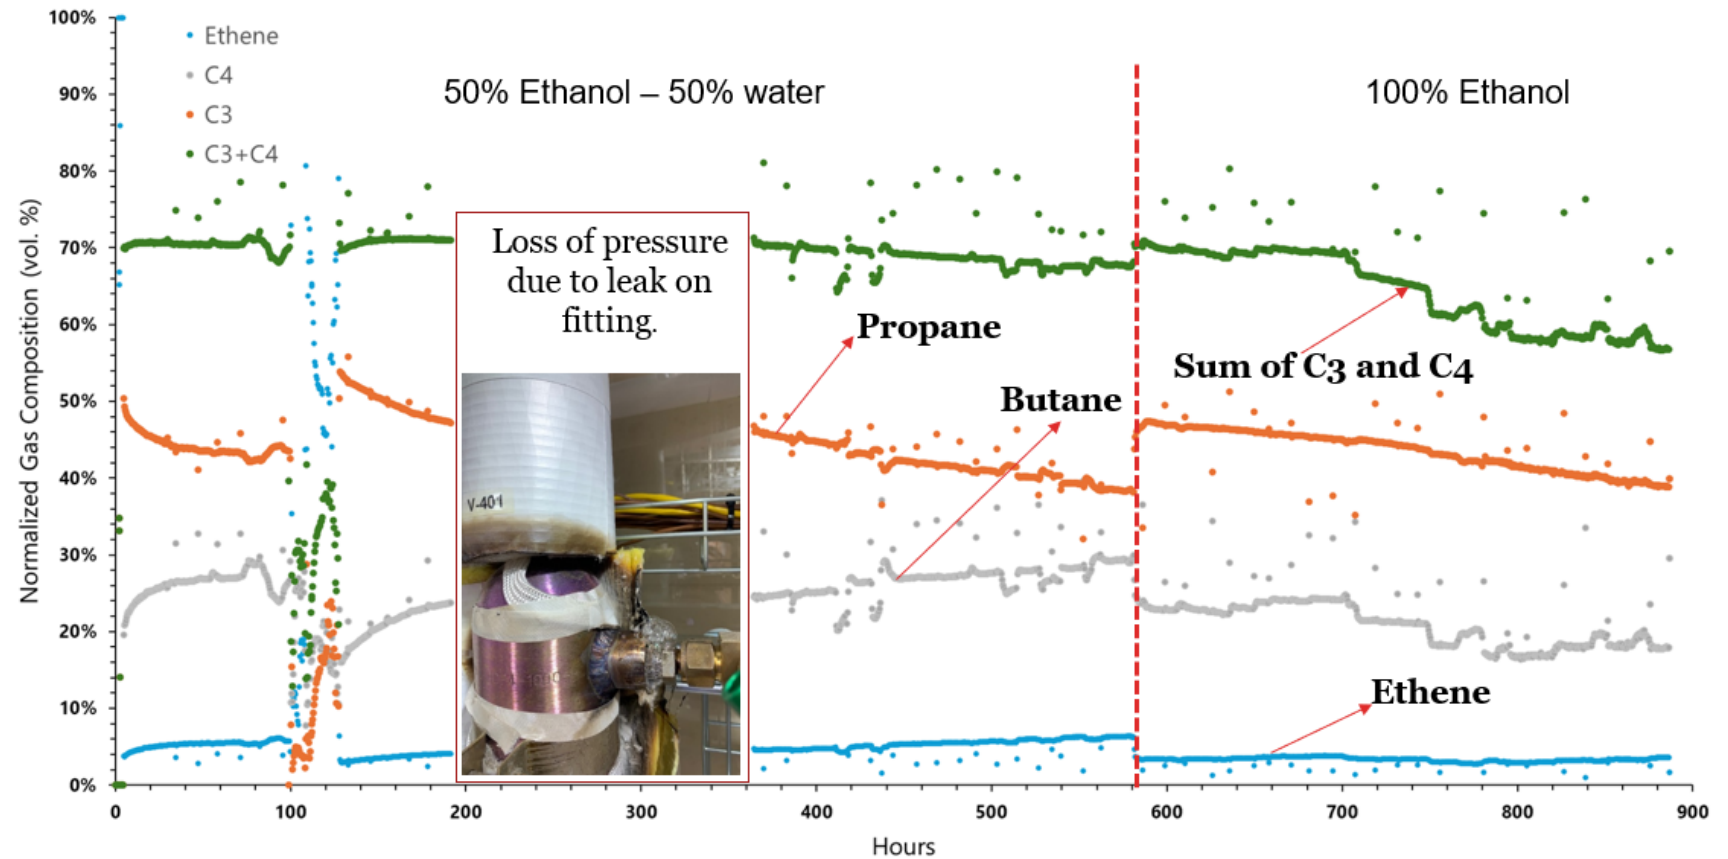 100%
90%
80%
70%
60%
50%
40%
30%
20%
10%
0%
Normalized Gas Composition (vol. %)
Ethene
C4
C3
C3+C4
50% Ethanol – 50% water
100% Ethanol
Loss of pressure
due to leak on
fitting.
V-401
Propane
Butane
Sum of C3 and C4
Ethene
0
100
200
300
400
500
600
700
800
900
Hours